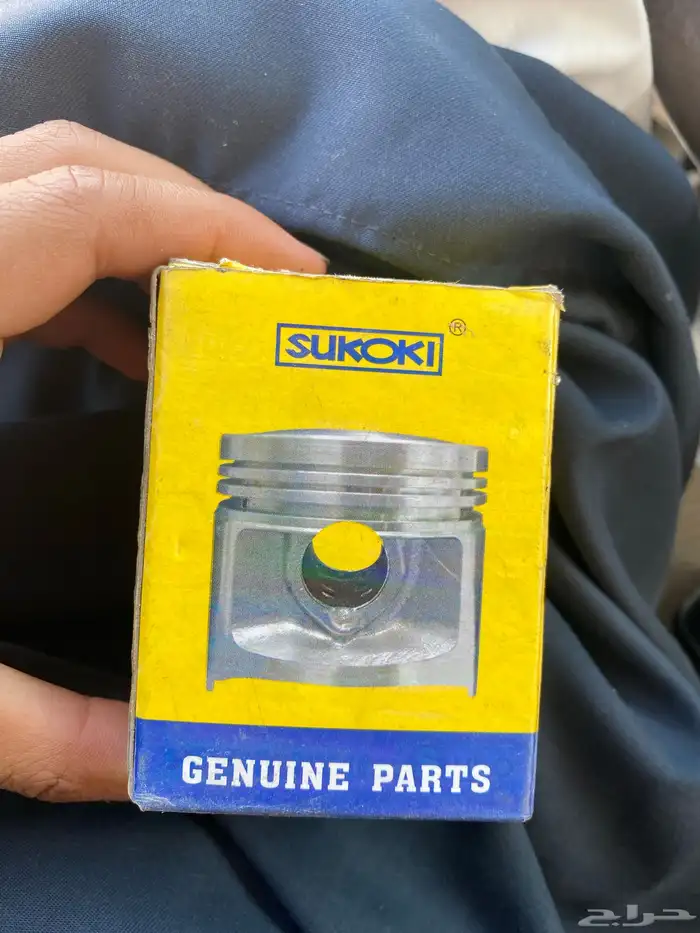 SUKOKI ®
GENUINE PARTS
حراج